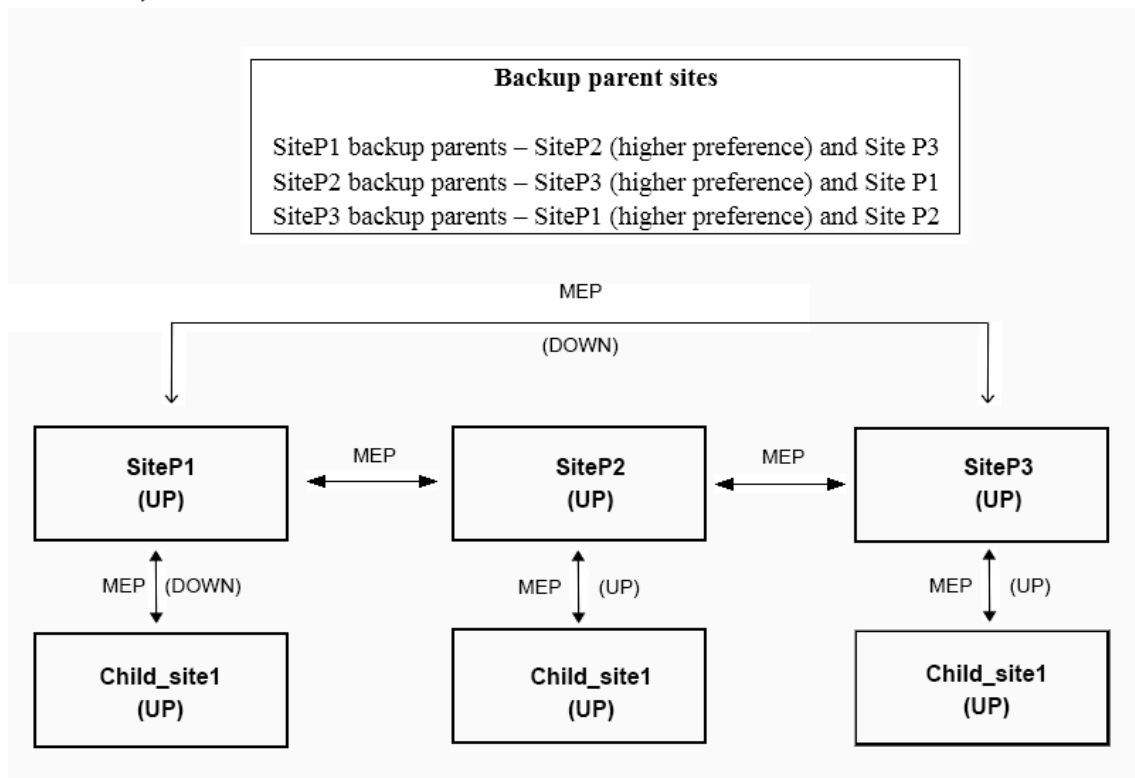 Backup parent sites
SiteP1 backup parents – SiteP2 (higher preference) and Site P3
SiteP2 backup parents – SiteP3 (higher preference) and Site P1
SiteP3 backup parents – SiteP1 (higher preference) and Site P2
MEP
(DOWN)
SiteP1
(UP)
MEP
SiteP2
(UP)
MEP
SiteP3
(UP)
MEP (DOWN)
MEP (UP)
MEP (UP)
Child_site1
(UP)
Child_site1
(UP)
Child_site1
(UP)